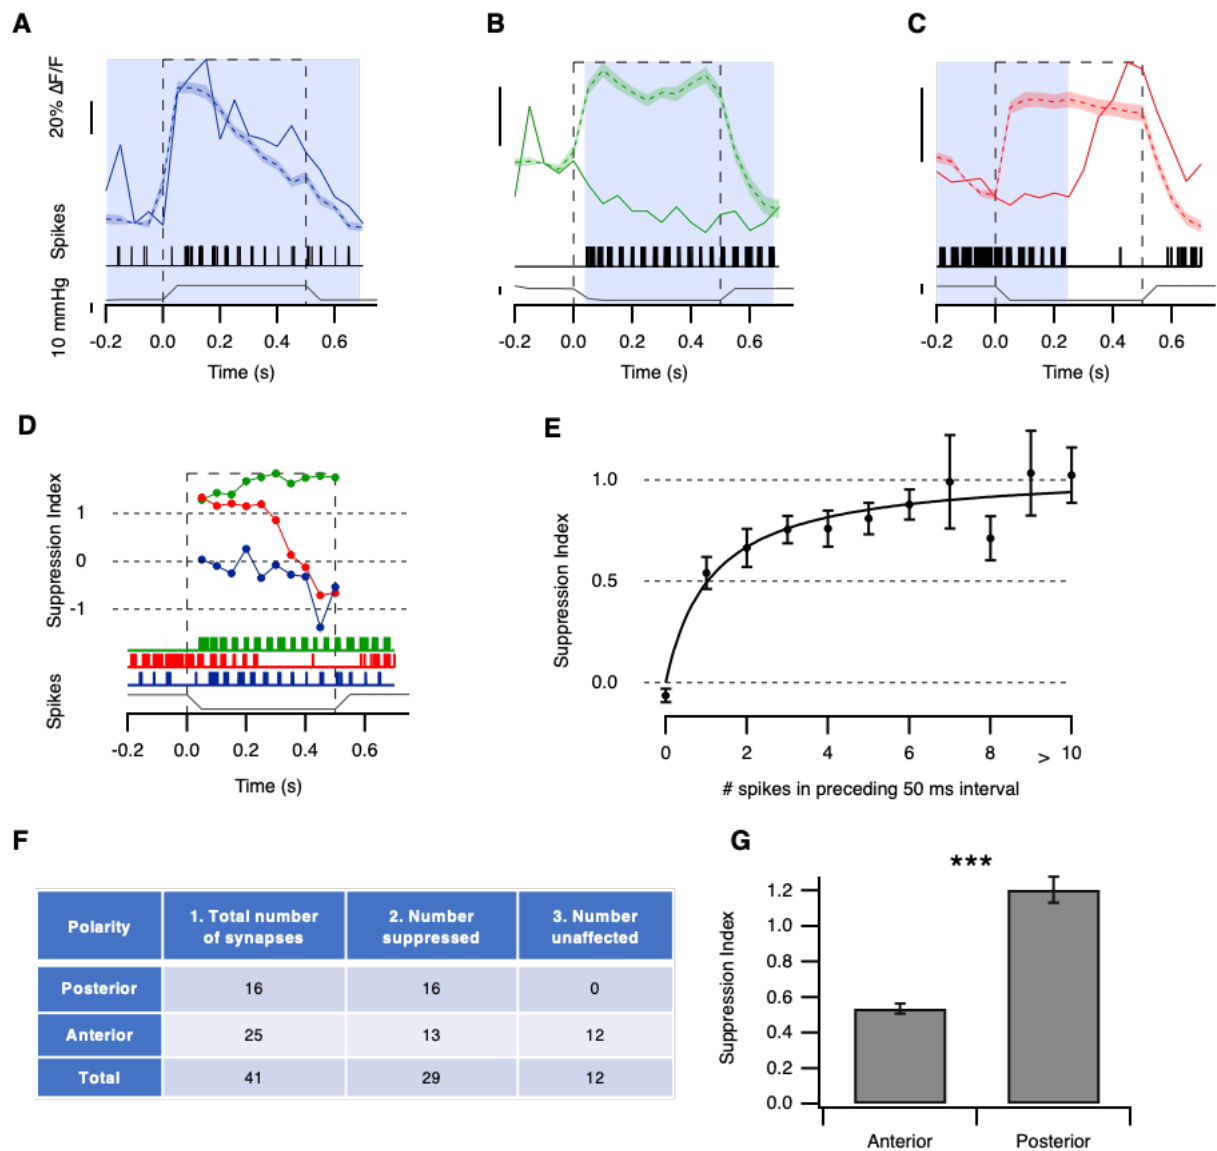 A
B
C
20% ΔF/F
Spikes
10 mmHg
-0.2 0.0 0.2 0.4 0.6
Time (s)
-0.2 0.0 0.2 0.4 0.6
Time (s)
-0.2 0.0 0.2 0.4 0.6
Time (s)
D
Suppression Index
1
0
-1
Spikes
-0.2 0.0 0.2 0.4 0.6
Time (s)
E
Suppression Index
1.0
0.5
0.0
0 2 4 6 8 > 10
# spikes in preceding 50 ms interval
F
Polarity
1. Total number
of synapses
2. Number
suppressed
3. Number
unaffected
Posterior 16 16 0
Anterior 25 13 12
Total 41 29 12
G
***
Suppression Index
1.2
1.0
0.8
0.6
0.4
0.2
0.0
Anterior Posterior